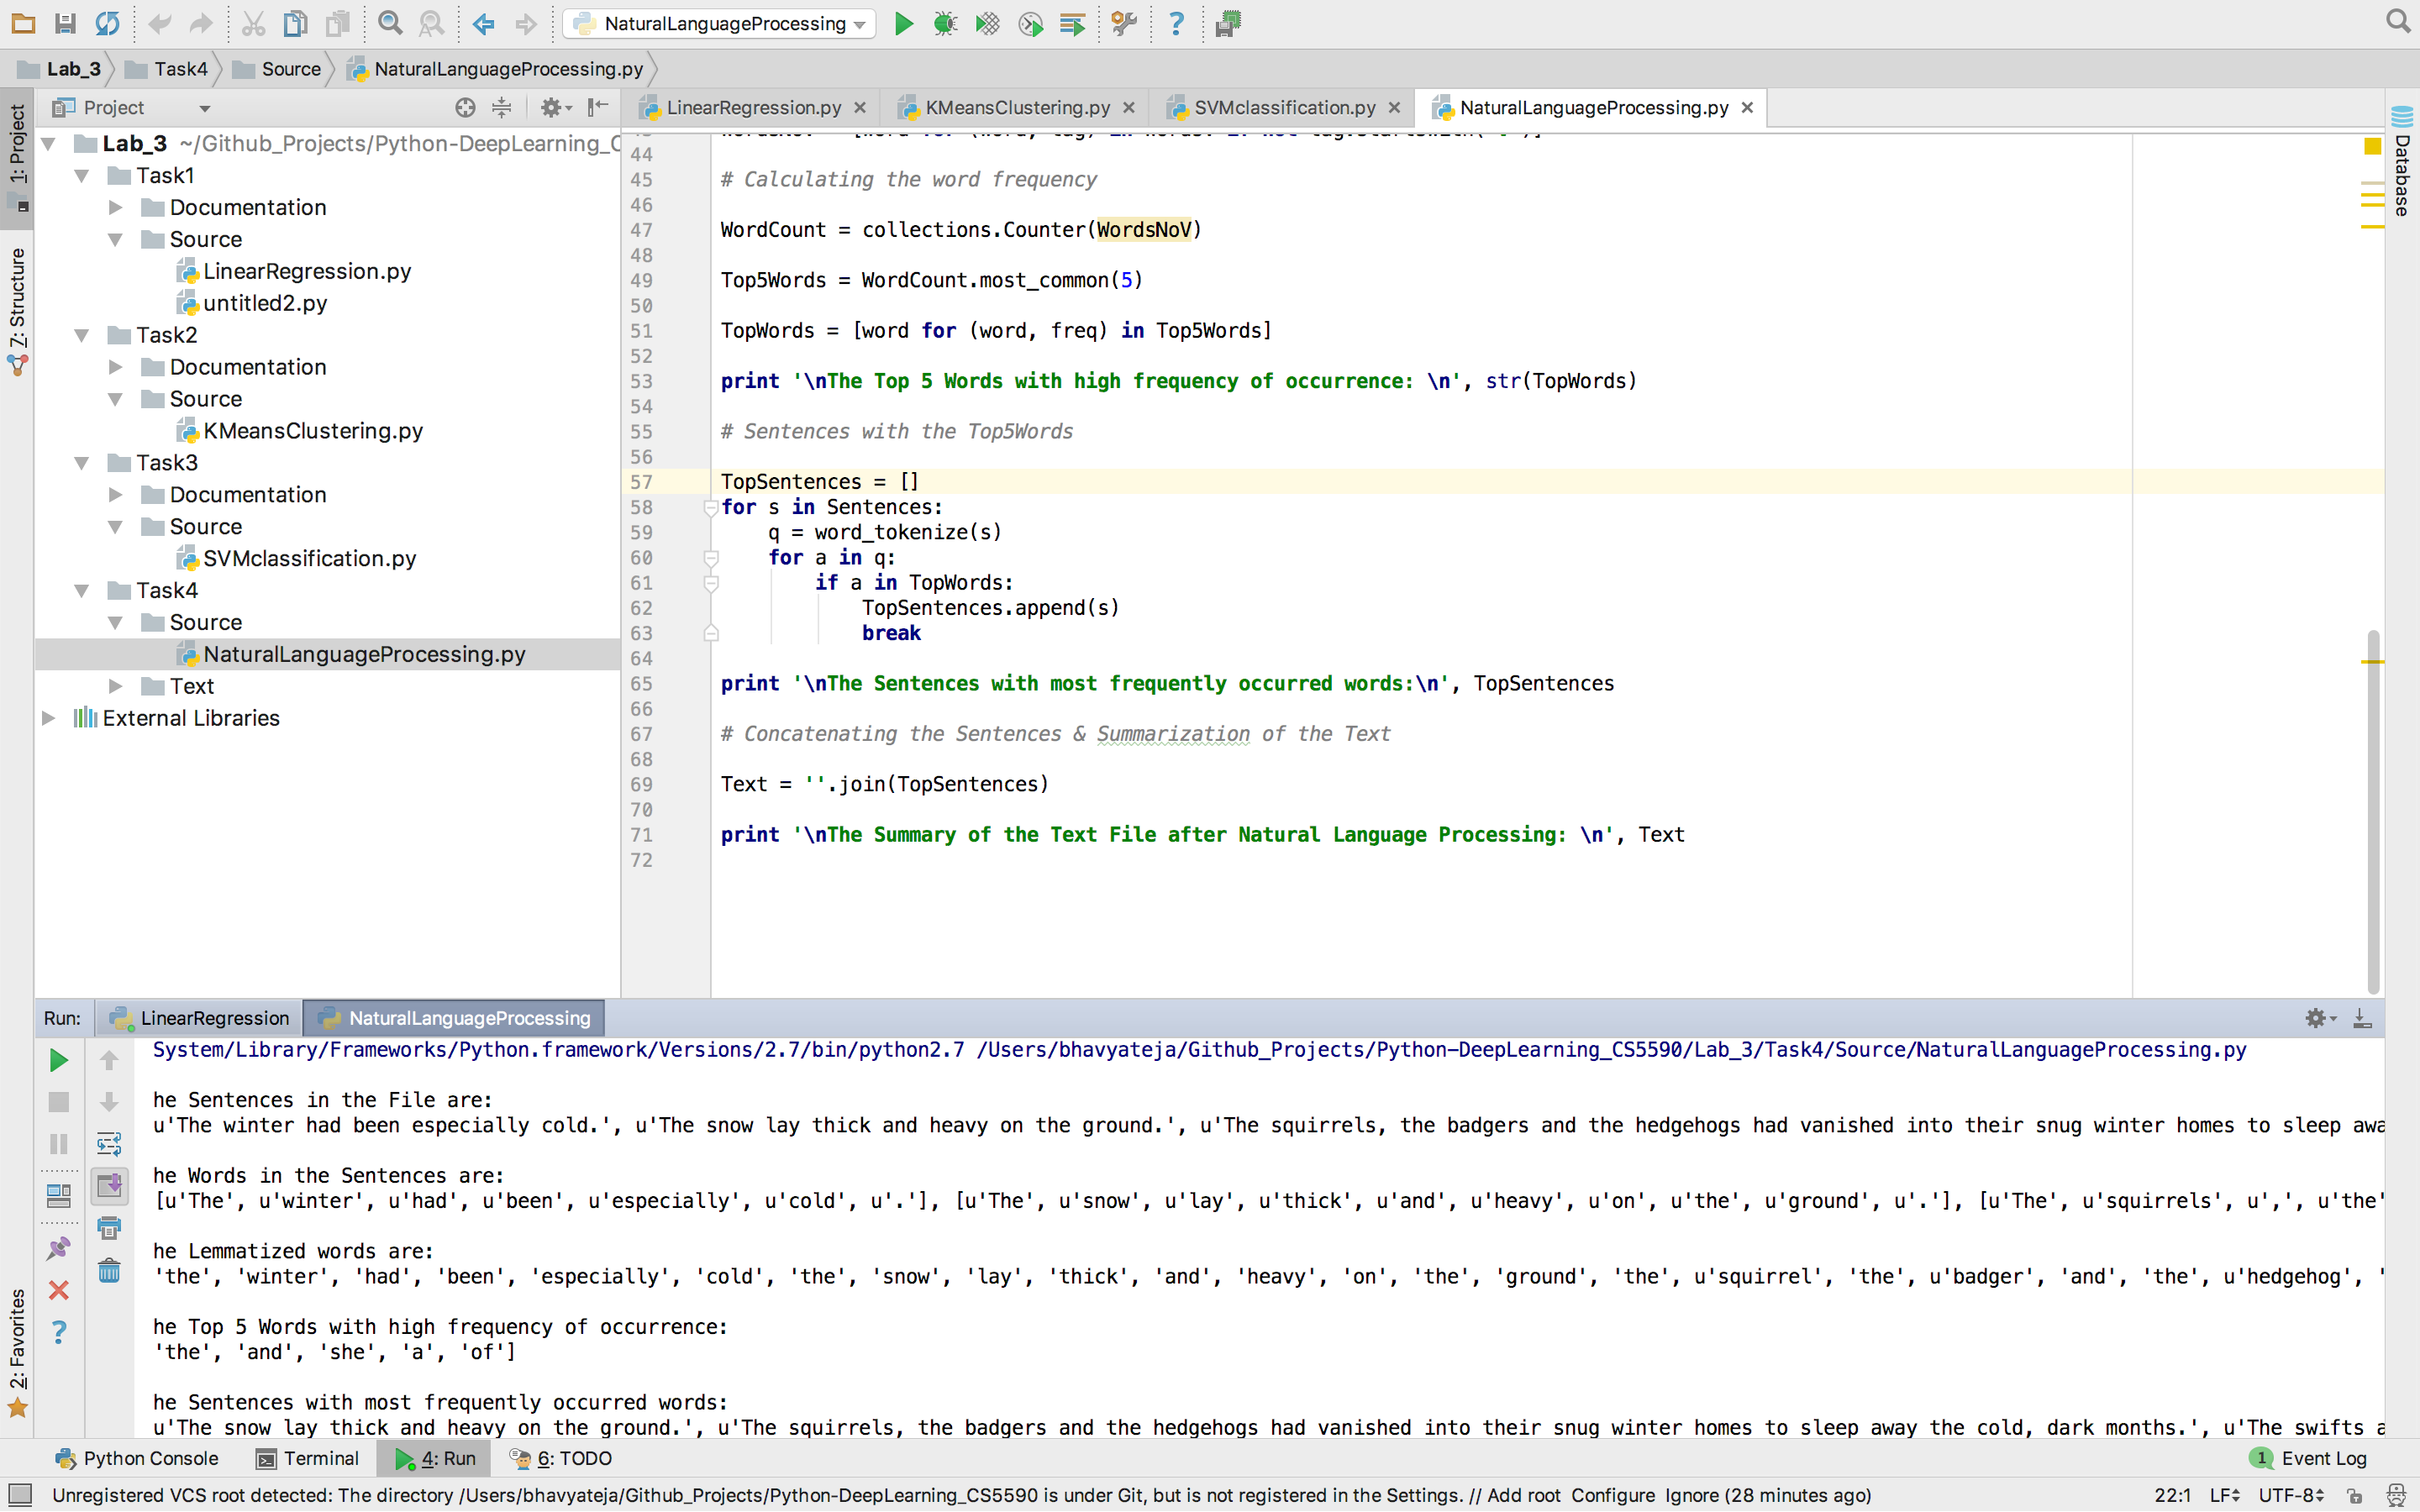 NaturalLanguageProcessing
Lab_3 Task4 Source NaturalLanguageProcessing.py
Project
LinearRegression.py KMeansClustering.py SVMclassification.py NaturalLanguageProcessing.py
1: Project
7: Structure
2: Favorites
Database
Lab_3 ~/Github_Projects/Python-DeepLearning_C
Task1
Documentation
Source
LinearRegression.py
untitled2.py
Task2
Documentation
Source
KMeansClustering.py
Task3
Documentation
Source
SVMclassification.py
Task4
Source
NaturalLanguageProcessing.py
Text
External Libraries
44
45 # Calculating the word frequency
46
47 WordCount = collections.Counter(WordsNoV)
48
49 Top5Words = WordCount.most_common(5)
50
51 TopWords = [word for (word, freq) in Top5Words]
52
53 print '\nThe Top 5 Words with high frequency of occurrence: \n', str(TopWords)
54
55 # Sentences with the Top5Words
56
57 TopSentences = []
58 for s in Sentences:
59 q = word_tokenize(s)
60 for a in q:
61 if a in TopWords:
62 TopSentences.append(s)
63 break
64
65 print '\nThe Sentences with most frequently occurred words:\n', TopSentences
66
67 # Concatenating the Sentences & Summarization of the Text
68
69 Text = ''.join(TopSentences)
70
71 print '\nThe Summary of the Text File after Natural Language Processing: \n', Text
72
Run: LinearRegression NaturalLanguageProcessing
System/Library/Frameworks/Python.framework/Versions/2.7/bin/python2.7 /Users/bhavyateja/Github_Projects/Python-DeepLearning_CS5590/Lab_3/Task4/Source/NaturalLanguageProcessing.py
he Sentences in the File are:
u'The winter had been especially cold.', u'The snow lay thick and heavy on the ground.', u'The squirrels, the badgers and the hedgehogs had vanished into their snug winter homes to sleep awa
he Words in the Sentences are:
[u'The', u'winter', u'had', u'been', u'especially', u'cold', u'.'], [u'The', u'snow', u'lay', u'thick', u'and', u'heavy', u'on', u'the', u'ground', u'.'], [u'The', u'squirrels', u',', u'the'
he Lemmatized words are:
'the', 'winter', 'had', 'been', 'especially', 'cold', 'the', 'snow', 'lay', 'thick', 'and', 'heavy', 'on', 'the', 'ground', 'the', u'squirrel', 'the', u'badger', 'and', 'the', u'hedgehog', '
he Top 5 Words with high frequency of occurrence:
'the', 'and', 'she', 'a', 'of']
he Sentences with most frequently occurred words:
u'The snow lay thick and heavy on the ground.', u'The squirrels, the badgers and the hedgehogs had vanished into their snug winter homes to sleep away the cold, dark months.', u'The swifts a
Python Console Terminal 4: Run 6: TODO 1 Event Log
Unregistered VCS root detected: The directory /Users/bhavyateja/Github_Projects/Python-DeepLearning_CS5590 is under Git, but is not registered in the Settings. // Add root Configure Ignore (28 minutes ago) 22:1 LF UTF-8